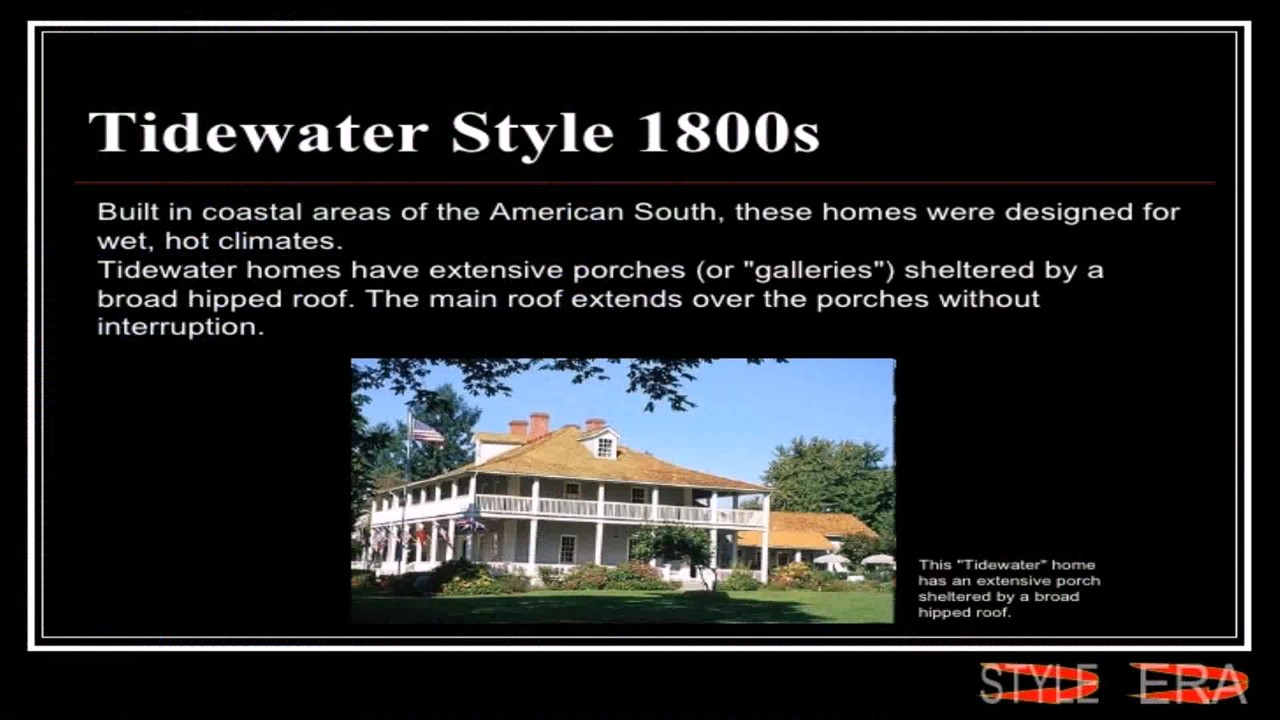 Tidewater Style 1800s
Built in coastal areas of the American South, these homes were designed for
wet, hot climates.
Tidewater homes have extensive porches (or "galleries") sheltered by a
broad hipped roof. The main roof extends over the porches without
interruption.
This "Tidewater" home
has an extensive porch
sheltered by a broad
hipped roof.
STYLE ERA